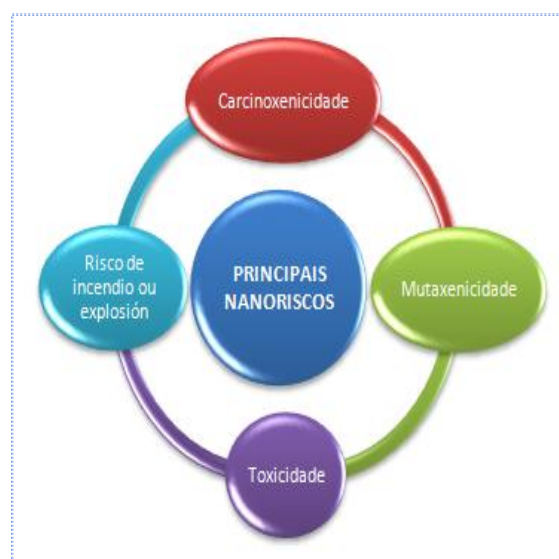 Carcinoxenicidade
Risco de
incendio ou
explosión
PRINCIPAIS
NANORISCOS
Mutaxenicidade
Toxicidade